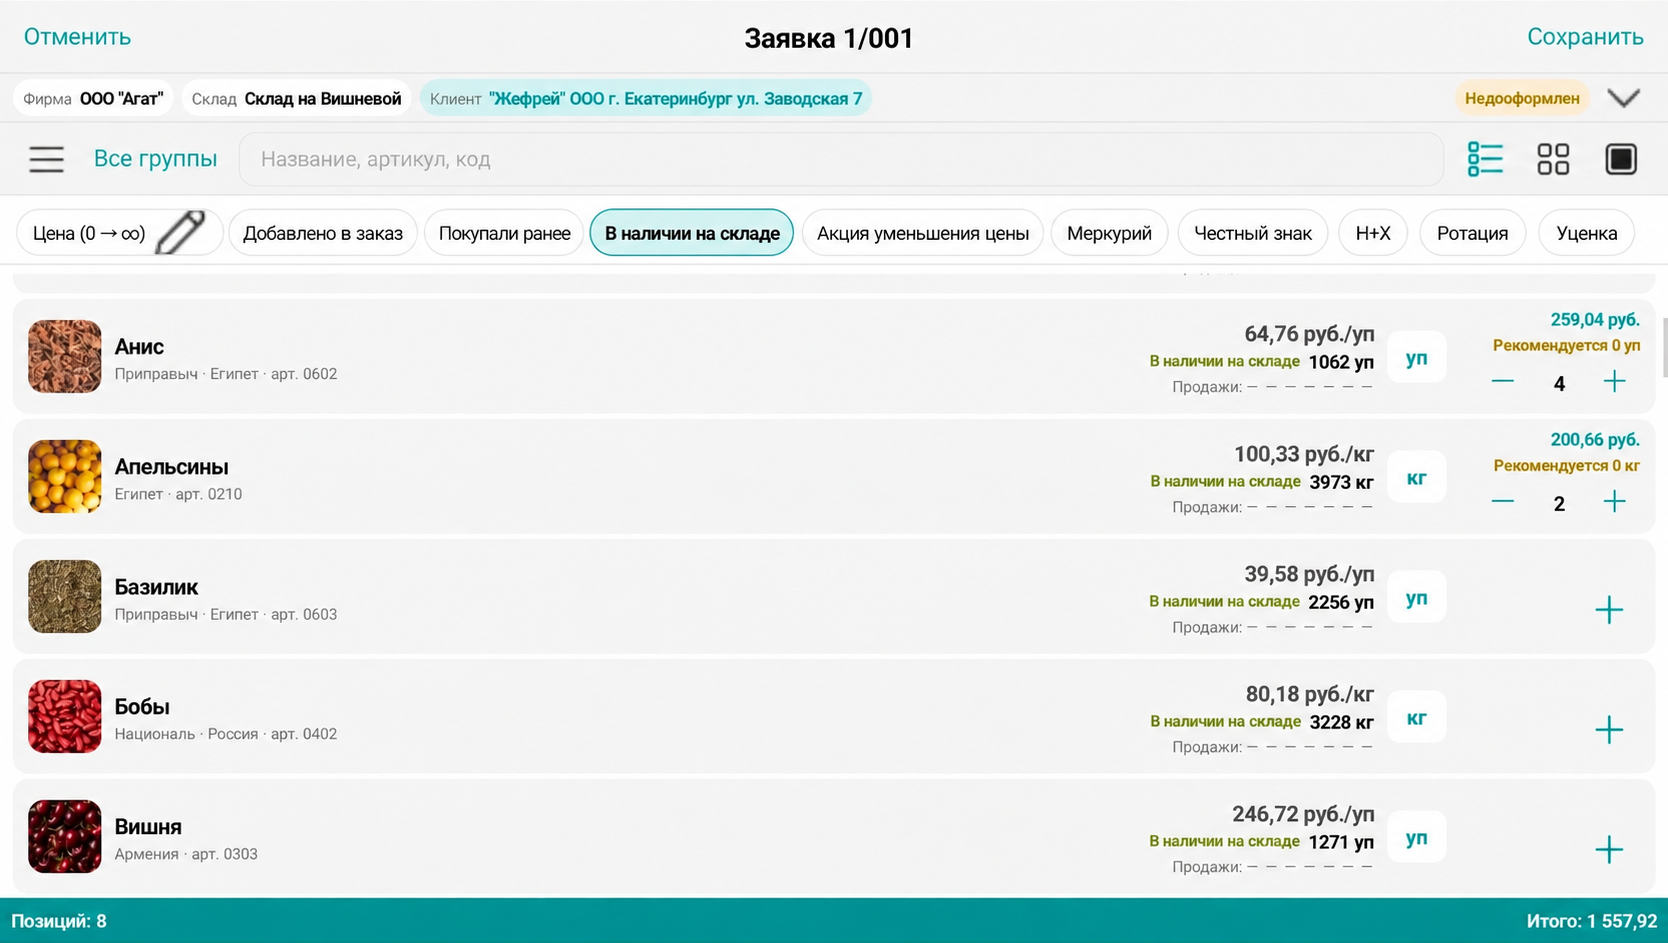 Отменить
Заявка 1/001
Сохранить
Фирма ООО "Агат"
Склад Склад на Вишневой
Клиент "Жефрей" ООО г. Екатеринбург ул. Заводская 7
Недооформлен
Все группы
Название, артикул, код
Цена (0 → ∞)
Добавлено в заказ
Покупали ранее
В наличии на складе
Акция уменьшения цены
Меркурий
Честный знак
Н+Х
Ротация
Уценка
Анис
Приправыч · Египет · арт. 0602
64,76 руб./уп
В наличии на складе 1062 уп
Продажи: – – – – – – –
уп
259,04 руб.
Рекомендуется 0 уп
— 4 +
Апельсины
Египет · арт. 0210
100,33 руб./кг
В наличии на складе 3973 кг
Продажи: – – – – – – –
кг
200,66 руб.
Рекомендуется 0 кг
— 2 +
Базилик
Приправыч · Египет · арт. 0603
39,58 руб./уп
В наличии на складе 2256 уп
Продажи: – – – – – – –
уп
+
Бобы
Националь · Россия · арт. 0402
80,18 руб./кг
В наличии на складе 3228 кг
Продажи: – – – – – – –
кг
+
Вишня
Армения · арт. 0303
246,72 руб./уп
В наличии на складе 1271 уп
Продажи: – – – – – – –
уп
+
Позиций: 8
Итого: 1 557,92